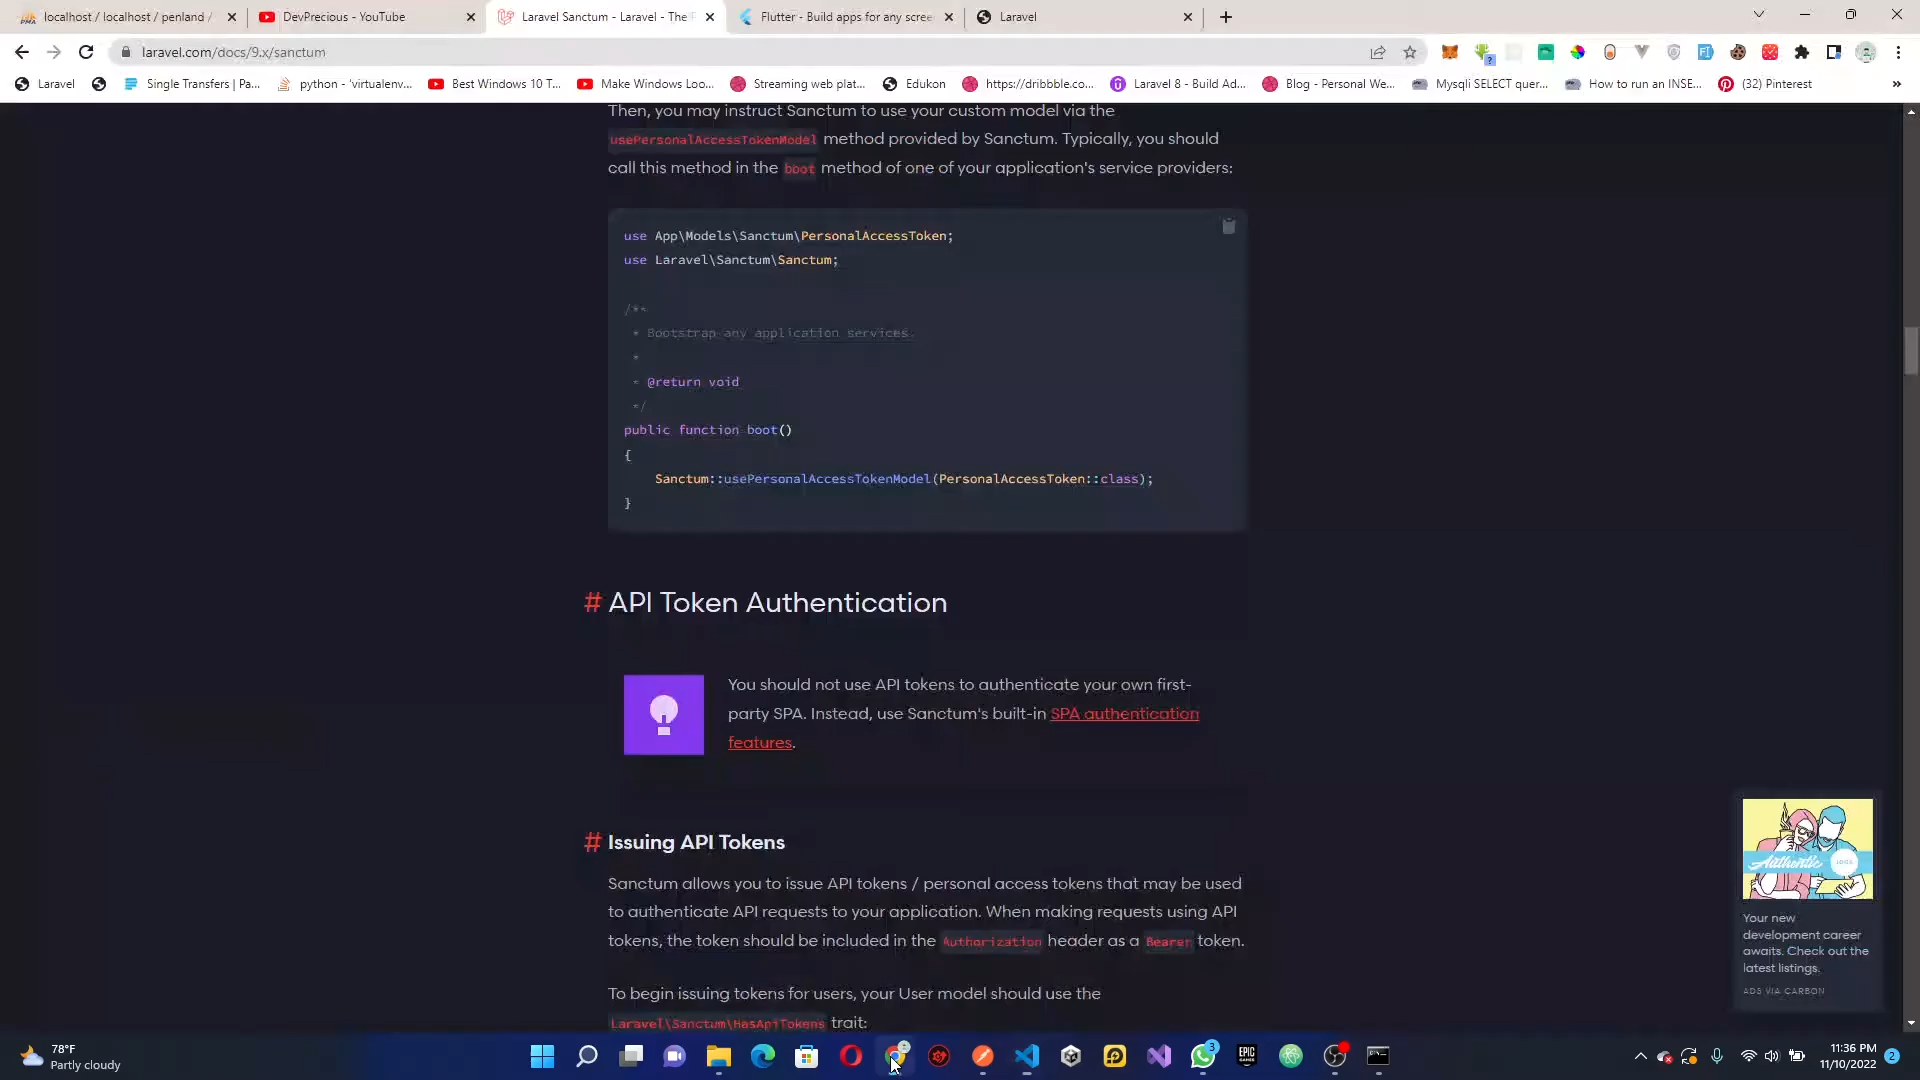 localhost / localhost / penland /
DevPrecious - YouTube
Laravel Sanctum - Laravel - The
Flutter - Build apps for any scree
Laravel
laravel.com/docs/9.x/sanctum
Laravel
Single Transfers | Pa...
python - 'virtualenv...
Best Windows 10 T...
Make Windows Loo...
Streaming web plat...
Edukon
https://dribbble.co...
Laravel 8 - Build Ad...
Blog - Personal We...
Mysqli SELECT quer...
How to run an INSE...
(32) Pinterest
»
Then, you may instruct Sanctum to use your custom model via the
usePersonalAccessTokenModel method provided by Sanctum. Typically, you should
call this method in the boot method of one of your application's service providers:
use App\Models\Sanctum\PersonalAccessToken;
use Laravel\Sanctum\Sanctum;
/**
* Bootstrap any application services.
*
* @return void
*/
public function boot()
{
Sanctum::usePersonalAccessTokenModel(PersonalAccessToken::class);
}
# API Token Authentication
You should not use API tokens to authenticate your own first-
party SPA. Instead, use Sanctum's built-in SPA authentication
features.
# Issuing API Tokens
Sanctum allows you to issue API tokens / personal access tokens that may be used
to authenticate API requests to your application. When making requests using API
tokens, the token should be included in the Authorization header as a Bearer token.
To begin issuing tokens for users, your User model should use the
Laravel\Sanctum\HasApiTokens trait:
Authentic
JOBS
Your new
development career
awaits. Check out the
latest listings.
ADS VIA CARBON
78°F
Partly cloudy
3
EPIC
GAMES
11:36 PM
11/10/2022
2